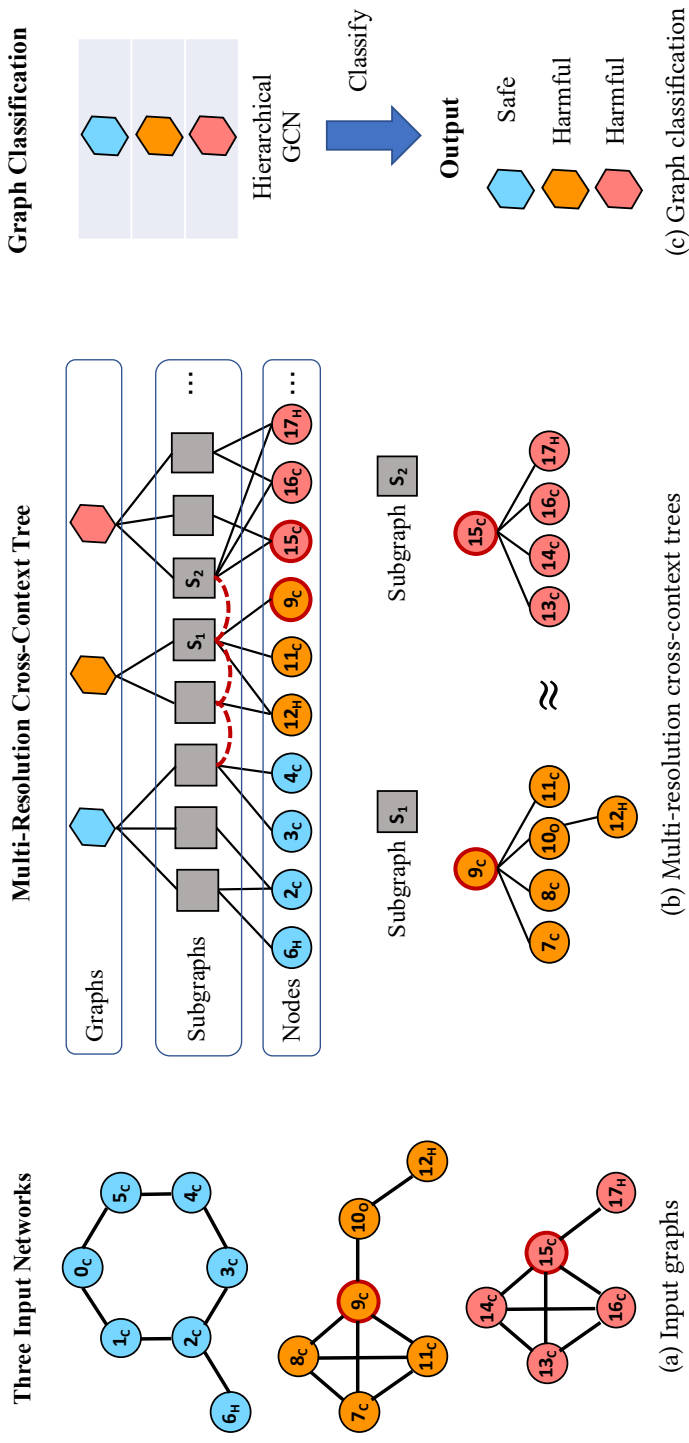 Three Input Networks
0C
1C
5C
2C
4C
3C
6H
8C
7C
9C
10O
11C
12H
14C
13C
15C
16C
17H
(a) Input graphs
Multi-Resolution Cross-Context Tree
Graphs
Subgraphs
S1
S2
...
Nodes
6H
2C
3C
4C
12H
11C
9C
15C
16C
17H
...
Subgraph S1
Subgraph S2
9C
7C
8C
10O
11C
12H
≈
15C
13C
14C
16C
17H
(b) Multi-resolution cross-context trees
Graph Classification
Hierarchical
GCN
Classify
Output
Safe
Harmful
Harmful
(c) Graph classification